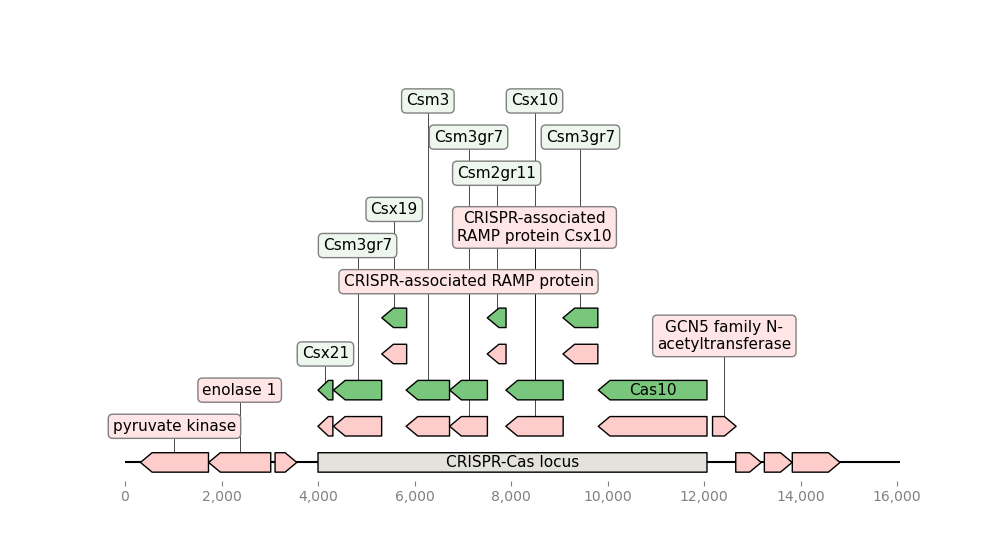 Csm3
Csx10
Csm3gr7
Csm3gr7
Csm2gr11
Csx19
CRISPR-associated
RAMP protein Csx10
Csm3gr7
CRISPR-associated RAMP protein
GCN5 family N-
acetyltransferase
Csx21
enolase 1
Cas10
pyruvate kinase
CRISPR-Cas locus
0
2,000
4,000
6,000
8,000
10,000
12,000
14,000
16,000